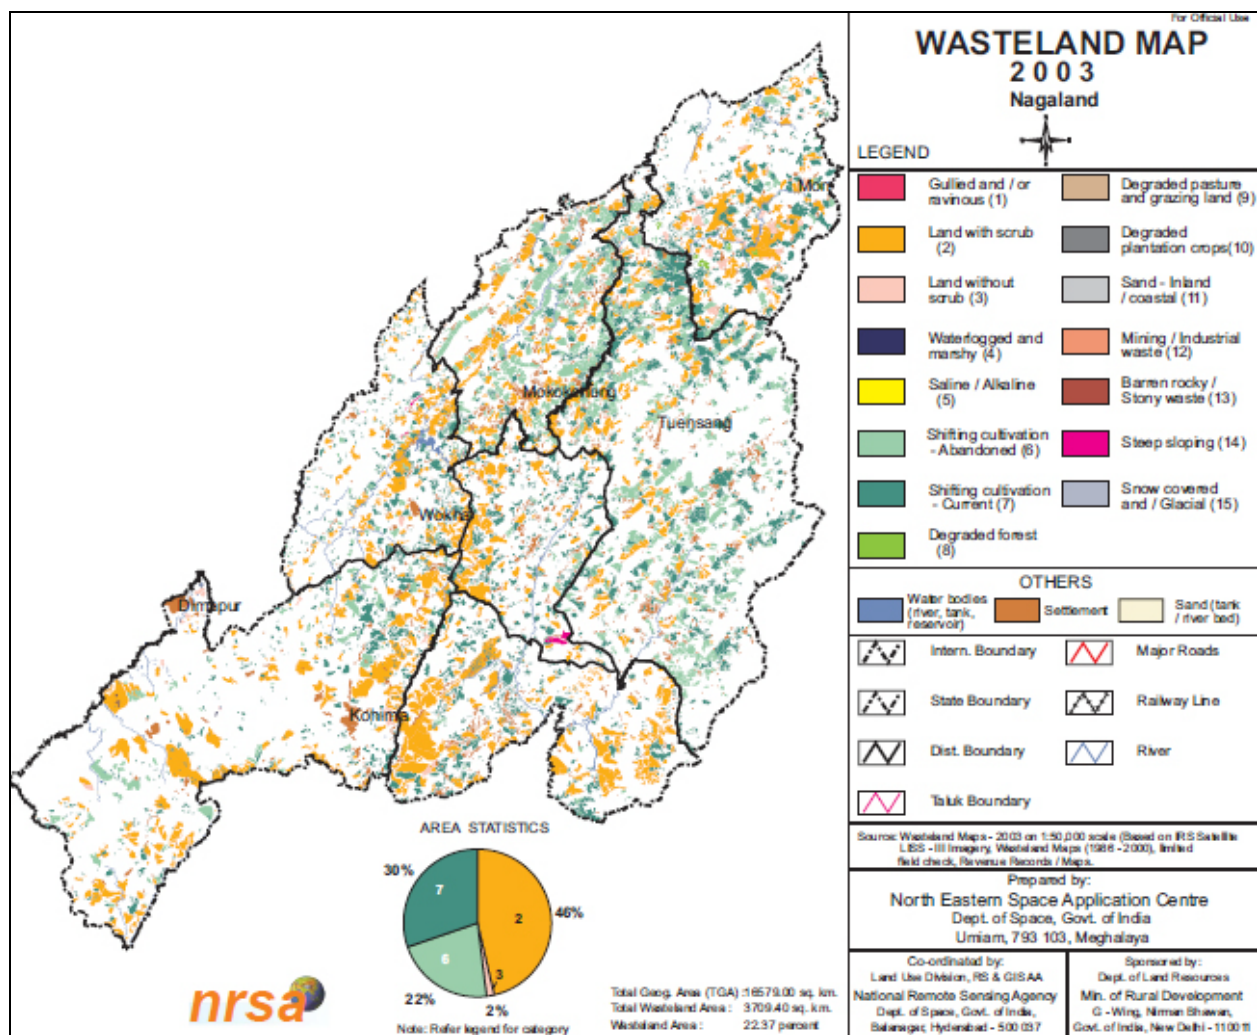 For Official Use
WASTELAND MAP
2003
Nagaland
LEGEND
Gullied and / or
ravinous (1)
Degraded pasture
and grazing land (9)
Land with scrub
(2)
Degraded
plantation crops(10)
Land without
scrub (3)
Sand - Inland
/ coastal (11)
Waterlogged and
marshy (4)
Mining / Industrial
waste (12)
Saline / Alkaline
(5)
Barren rocky /
Stony waste (13)
Shifting cultivation
- Abandoned (6)
Steep sloping (14)
Shifting cultivation
- Current (7)
Snow covered
and / Glacial (15)
Degraded forest
(8)
OTHERS
Water bodies
(river, tank,
reservoir)
Settlement
Sand (tank
/ river bed)
Intern. Boundary
Major Roads
State Boundary
Railway Line
Dist. Boundary
River
Taluk Boundary
Source: Wasteland Maps - 2003 on 1:50,000 scale (Based on IRS Satellite
LISS - III Imagery, Wasteland Maps (1986 - 2000), limited
field check, Revenue Records / Maps.
Prepared by:
North Eastern Space Application Centre
Dept. of Space, Govt. of India
Umiam, 793 103, Meghalaya
Co-ordinated by:
Land Use Division, RS & GISAA
National Remote Sensing Agency
Dept. of Space, Govt. of India,
Balanagar, Hyderabad - 500 037
Sponsored by:
Dept. of Land Resources
Min. of Rural Development
G - Wing, Nirman Bhawan,
Govt. of India, New Delhi - 110011
Mon
Mokokchung
Tuensang
Wokha
Dimapur
Kohima
AREA STATISTICS
30%
7
2
46%
6
3
22%
2%
Note: Refer legend for category
nrsa
Total Geog. Area (TGA) :16579.00 sq. km.
Total Wasteland Area : 3709.40 sq. km.
Wasteland Area : 22.37 percent